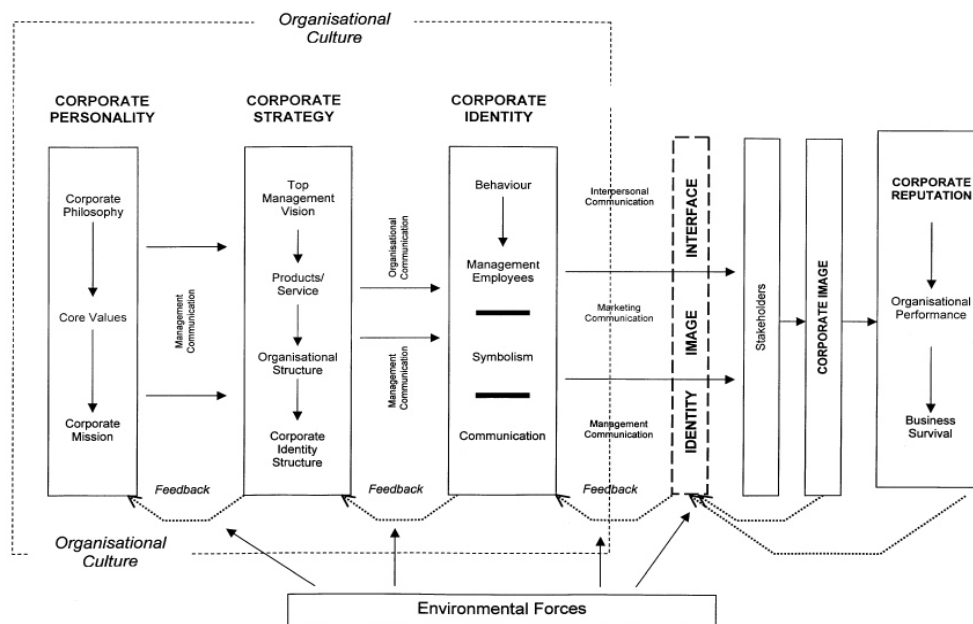 Organisational
Culture
CORPORATE
PERSONALITY
Corporate
Philosophy
Core Values
Corporate
Mission
Management
Communication
CORPORATE
STRATEGY
Top
Management
Vision
Products/
Service
Organisational
Structure
Corporate
Identity
Structure
Organisational
Communication
Management
Communication
CORPORATE
IDENTITY
Behaviour
Management
Employees
Symbolism
Communication
Interpersonal
Communication
Marketing
Communication
Management
Communication
IDENTITY IMAGE INTERFACE
Stakeholders
CORPORATE IMAGE
CORPORATE
REPUTATION
Organisational
Performance
Business
Survival
Feedback
Feedback
Feedback
Organisational
Culture
Environmental Forces